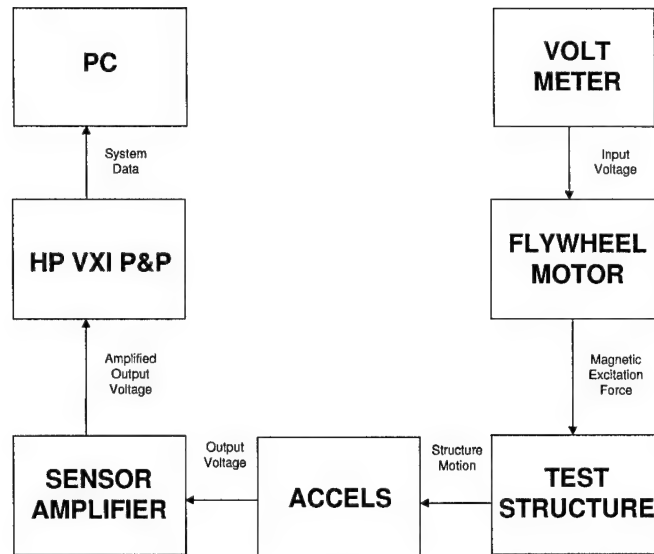 PC
VOLT
METER
System
Data
Input
Voltage
HP VXI P&P
FLYWHEEL
MOTOR
Amplified
Output
Voltage
Magnetic
Excitation
Force
SENSOR
AMPLIFIER
Output
Voltage
ACCELS
Structure
Motion
TEST
STRUCTURE